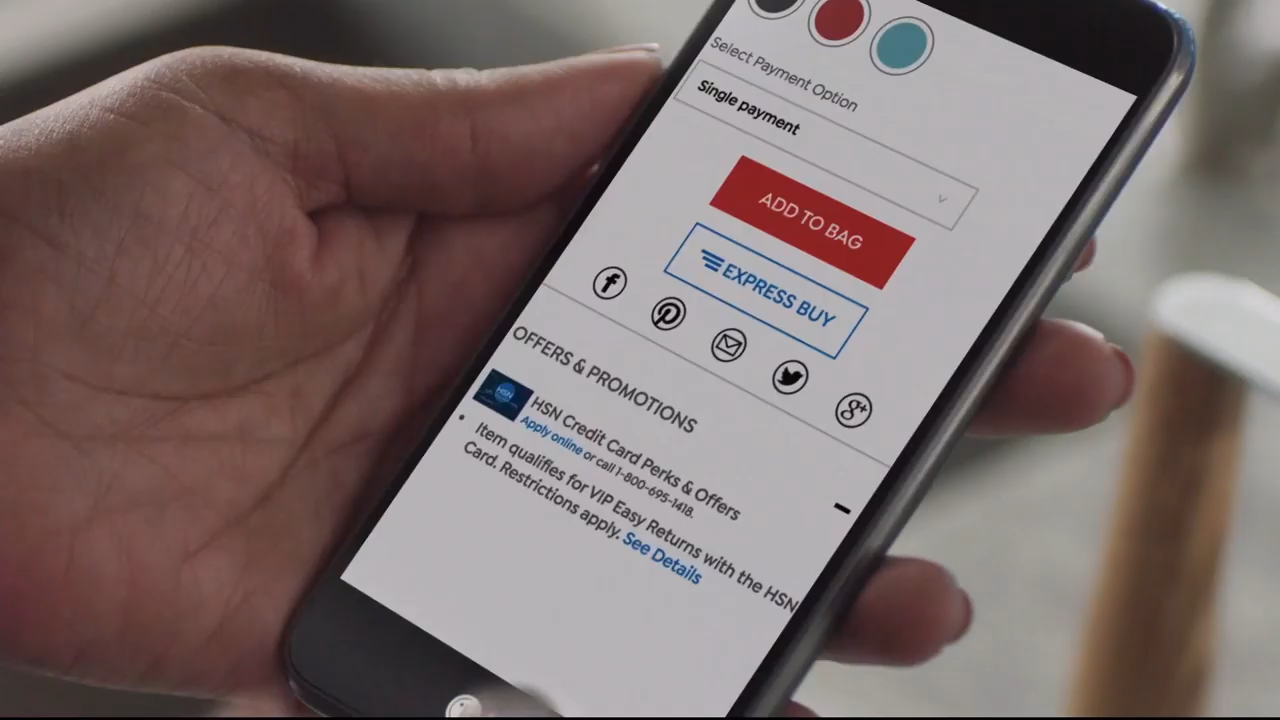 Select Payment Option
Single payment
ADD TO BAG
EXPRESS BUY
OFFERS & PROMOTIONS
HSN
HSN Credit Card Perks & Offers
Apply online or call 1-800-695-1418.
Item qualifies for VIP Easy Returns with the HSN
Card. Restrictions apply. See Details